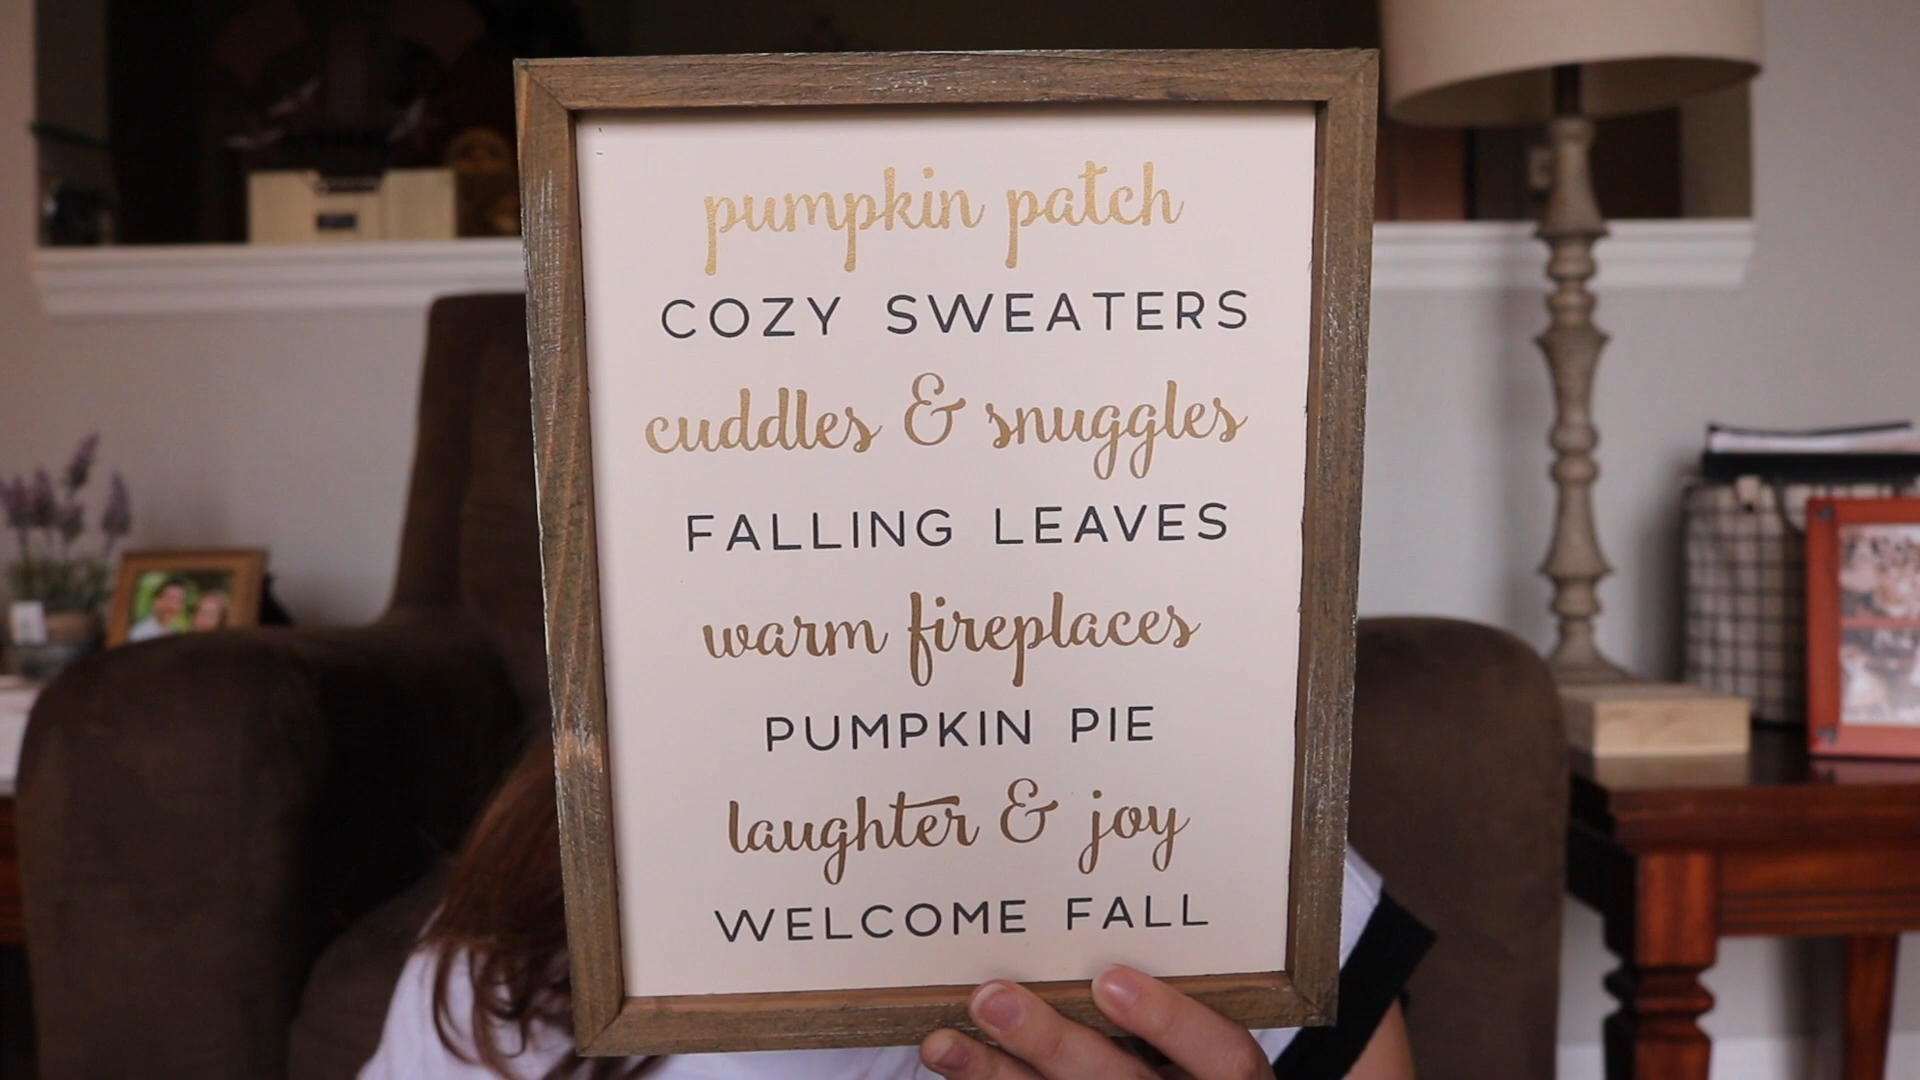 pumpkin patch
COZY SWEATERS
cuddles & snuggles
FALLING LEAVES
warm fireplaces
PUMPKIN PIE
laughter & joy
WELCOME FALL